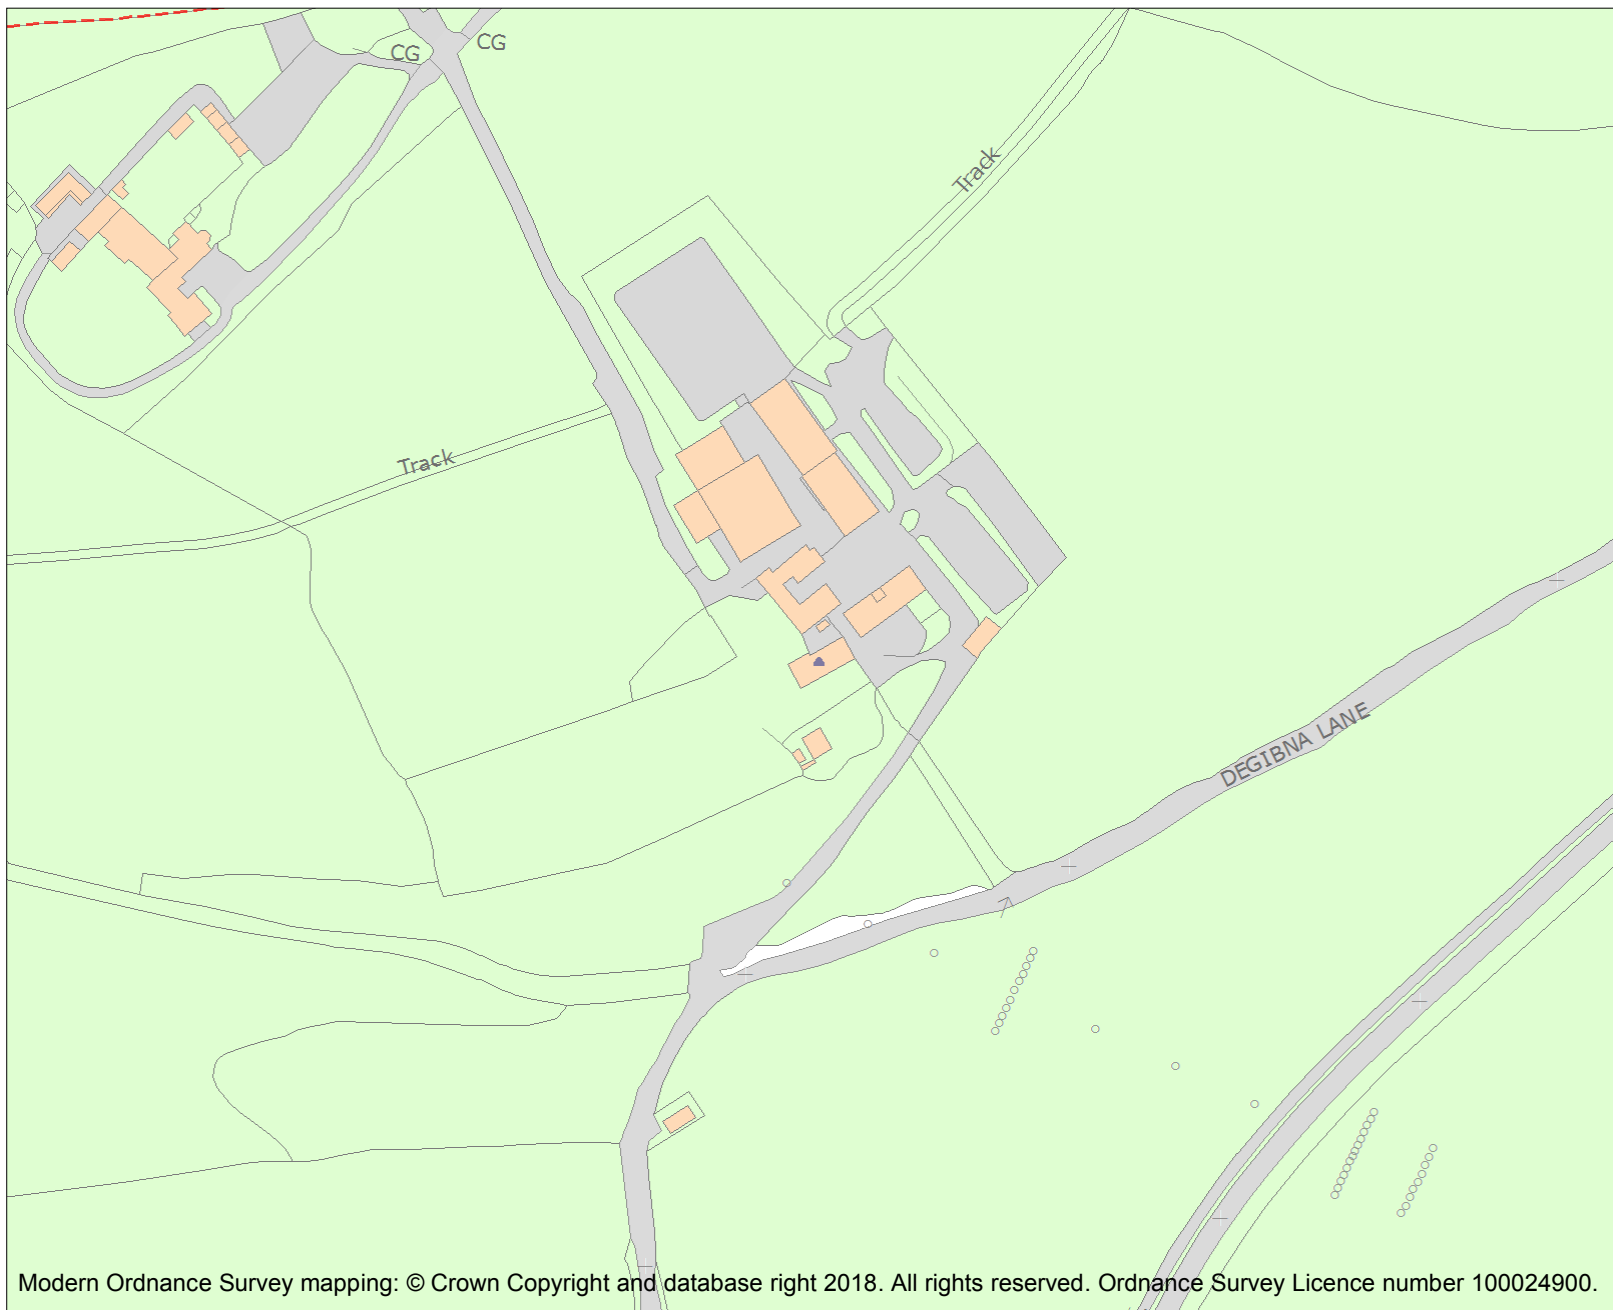 CG
CG
Track
Track
DEGIBNA LANE
Modern Ordnance Survey mapping: © Crown Copyright and database right 2018. All rights reserved. Ordnance Survey Licence number 100024900.